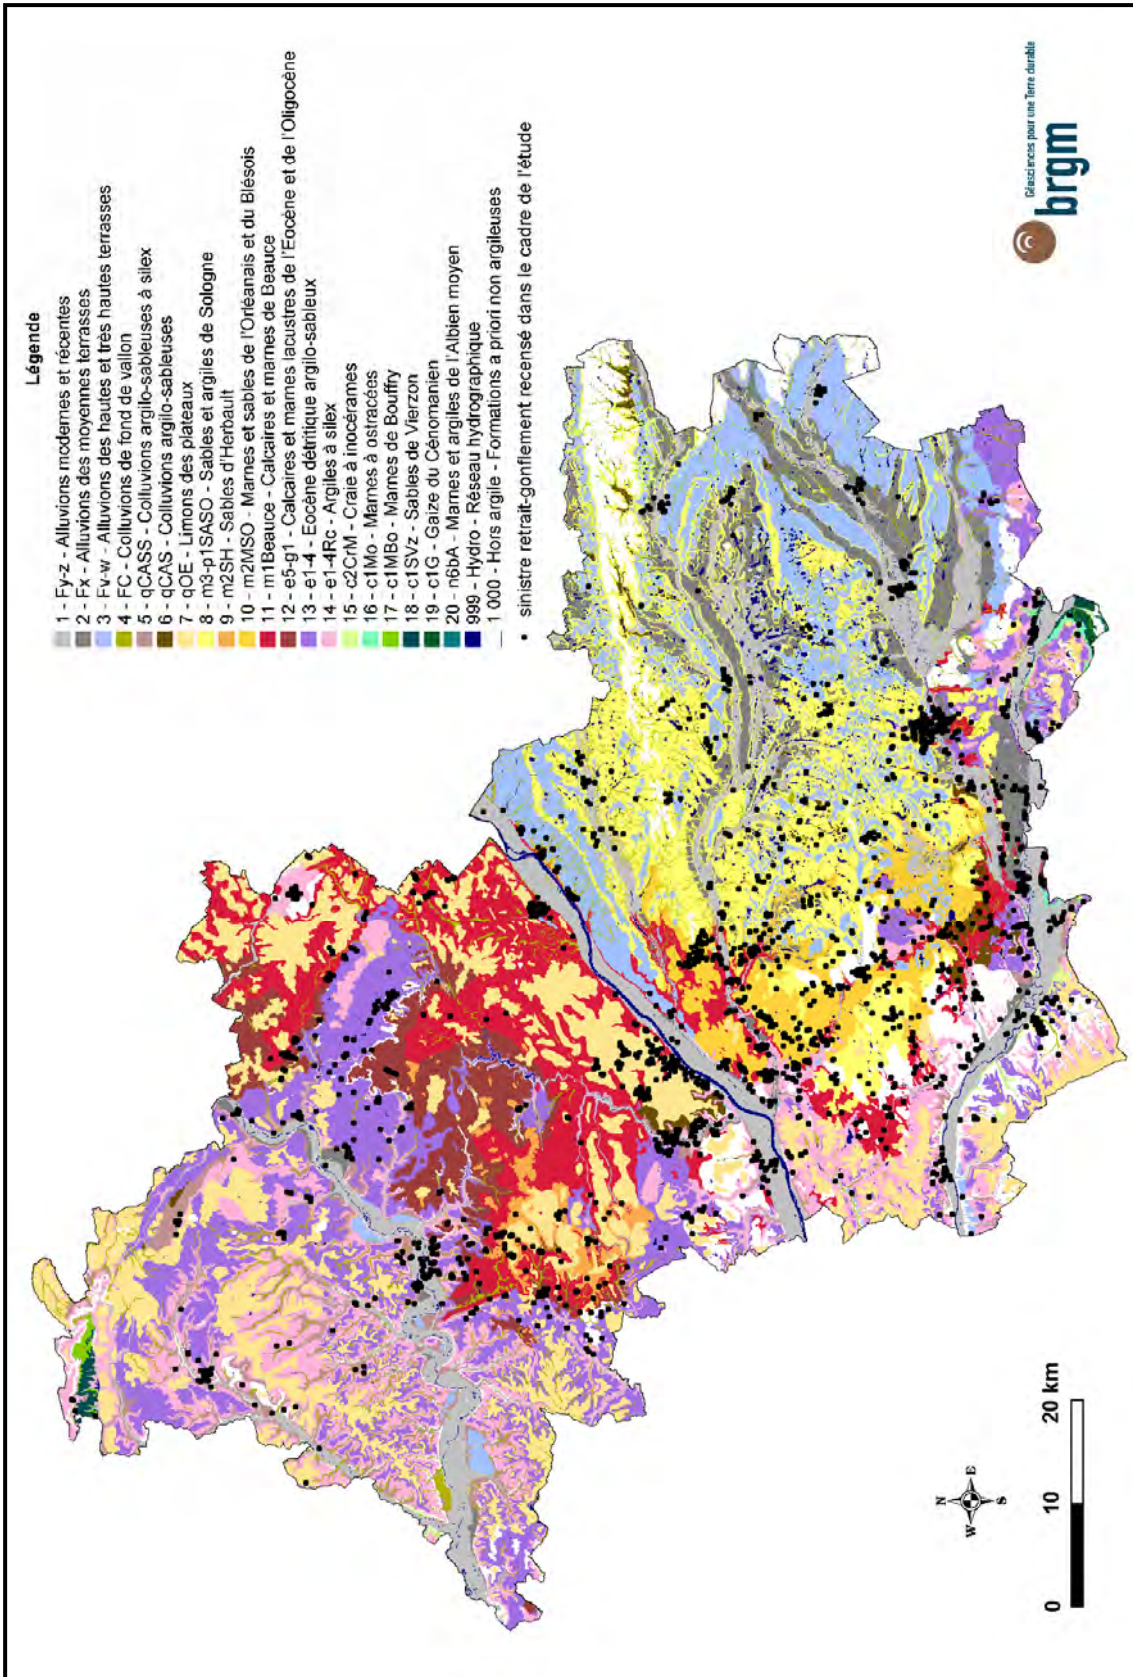 Légende
1 - Fy-z - Alluvions modernes et récentes
2 - Fx - Alluvions des moyennes terrasses
3 - Fv-w - Alluvions des hautes et très hautes terrasses
4 - FC - Colluvions de fond de vallon
5 - qCASS - Colluvions argilo-sableuses à silex
6 - qCAS - Colluvions argilo-sableuses
7 - qOE - Limons des plateaux
8 - m3-p1SASO - Sables et argiles de Sologne
9 - m2SH - Sables d'Herbault
10 - m2MSO - Marnes et sables de l'Orléanais et du Blésois
11 - m1Beauce - Calcaires et marnes de Beauce
12 - e5-g1 - Calcaires et marnes lacustres de l'Eocène et de l'Oligocène
13 - e1-4 - Eocène détritique argilo-sableux
14 - e1-4Rc - Argiles à silex
15 - c2CrM - Craie à inocérames
16 - c1Mo - Marnes à ostracées
17 - c1MBo - Marnes de Bouffry
18 - c1SVz - Sables de Vierzon
19 - c1G - Gaize du Cénomanien
20 - n6bA - Marnes et argiles de l'Albien moyen
999 - Hydro - Réseau hydrographique
1 000 - Hors argile - Formations a priori non argileuses
sinistre retrait-gonflement recensé dans le cadre de l'étude
Géosciences pour une Terre durable
brgm
N
W E
S
0 10 20 km